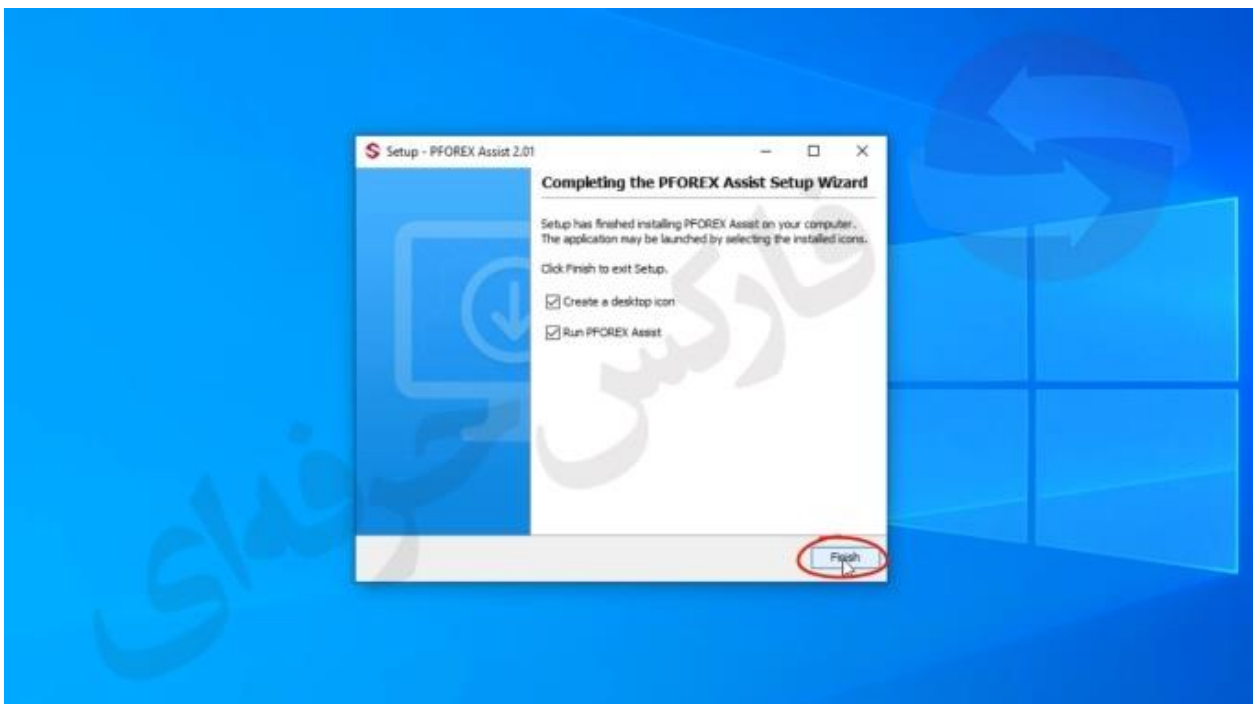 Setup - PFOREX Assist 2.01
Completing the PFOREX Assist Setup Wizard
Setup has finished installing PFOREX Assist on your computer.
The application may be launched by selecting the installed icons.
Click Finish to exit Setup.
Create a desktop icon
Run PFOREX Assist
فارکس حرفه‌ای
Finish